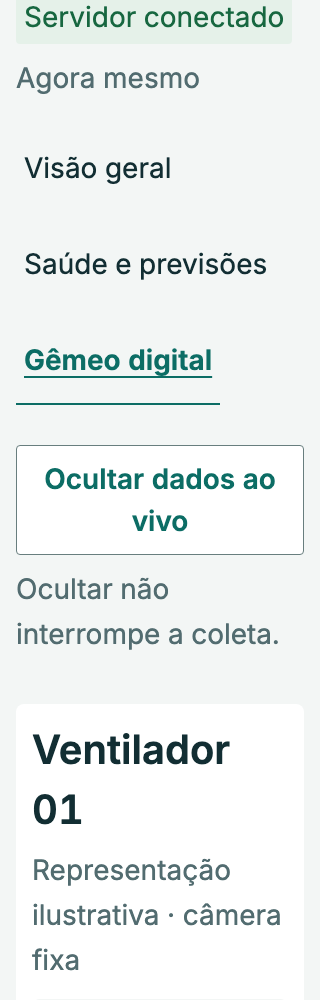 Servidor conectado
Agora mesmo
Visão geral
Saúde e previsões
Gêmeo digital
Ocultar dados ao
vivo
Ocultar não
interrompe a coleta.
Ventilador
01
Representação
ilustrativa · câmera
fixa